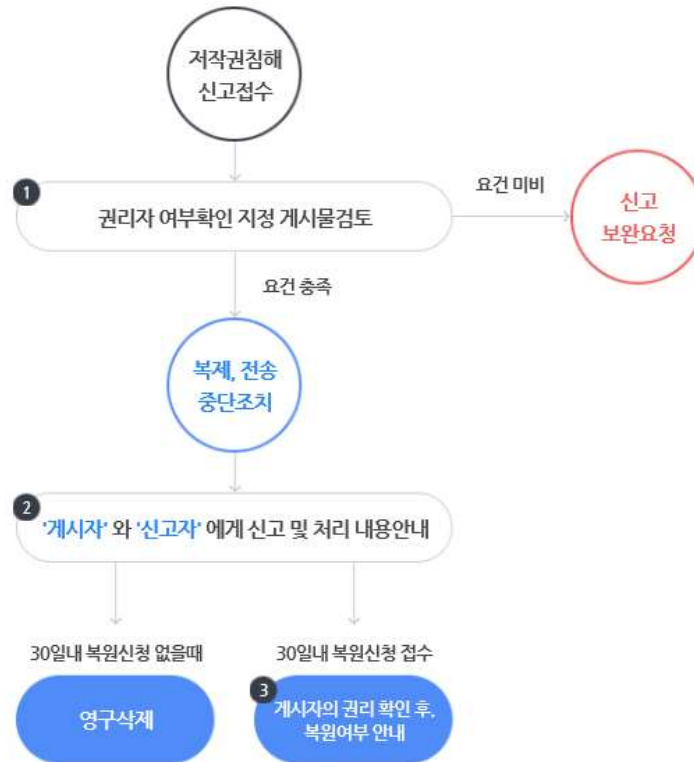 저작권침해
신고접수
1
권리자 여부확인 지정 게시물검토
요건 미비
신고
보완요청
요건 충족
복제, 전송
중단조치
2
'게시자' 와 '신고자' 에게 신고 및 처리 내용안내
30일내 복원신청 없을때
영구삭제
30일내 복원신청 접수
3
게시자의 권리 확인 후,
복원여부 안내